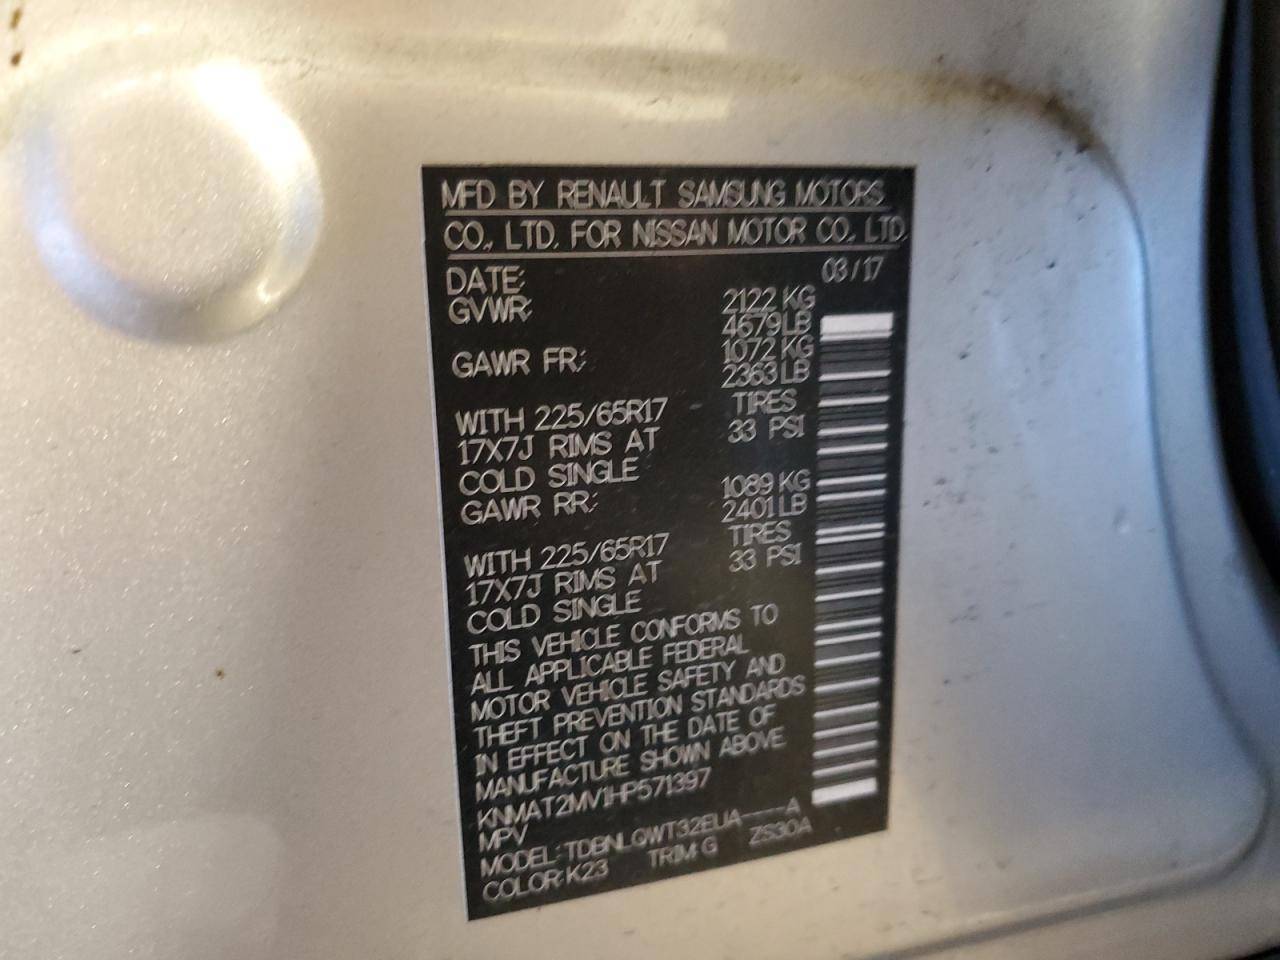 MFD BY RENAULT SAMSUNG MOTORS
CO., LTD. FOR NISSAN MOTOR CO., LTD.
DATE: 03/17
GVWR: 2122 KG
4679 LB
GAWR FR: 1072 KG
2363 LB
WITH 225/65R17 TIRES
17X7J RIMS AT 33 PSI
COLD SINGLE
GAWR RR: 1089 KG
2401 LB
WITH 225/65R17 TIRES
17X7J RIMS AT 33 PSI
COLD SINGLE
THIS VEHICLE CONFORMS TO
ALL APPLICABLE FEDERAL
MOTOR VEHICLE SAFETY AND
THEFT PREVENTION STANDARDS
IN EFFECT ON THE DATE OF
MANUFACTURE SHOWN ABOVE
KNMAT2MV1HP571397
MPV
MODEL: TDBNLGWT32EUA----A
COLOR: K23 TRIM: G ZS30A